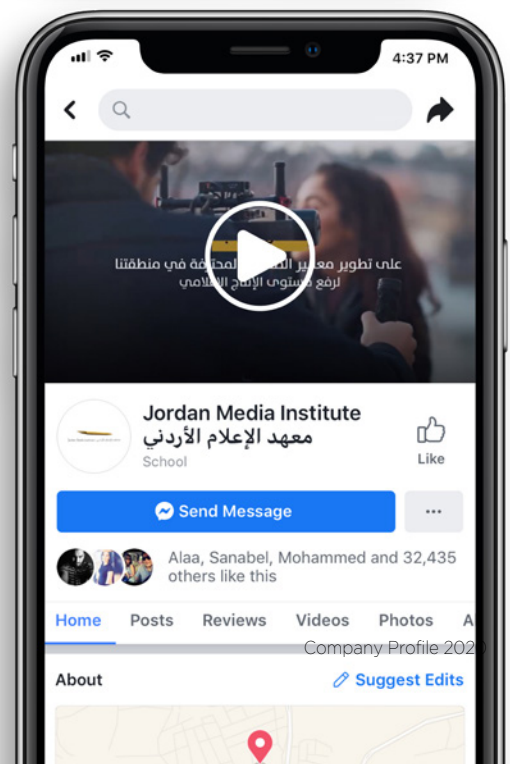 4:37 PM
على تطوير معايير المحترفة في منطقتنا
لرفع مستوى الإنتاج الإعلامي
Jordan Media Institute
معهد الإعلام الأردني
School
Like
Send Message
Alaa, Sanabel, Mohammed and 32,435
others like this
Home Posts Reviews Videos Photos A
Company Profile 2020
About Suggest Edits